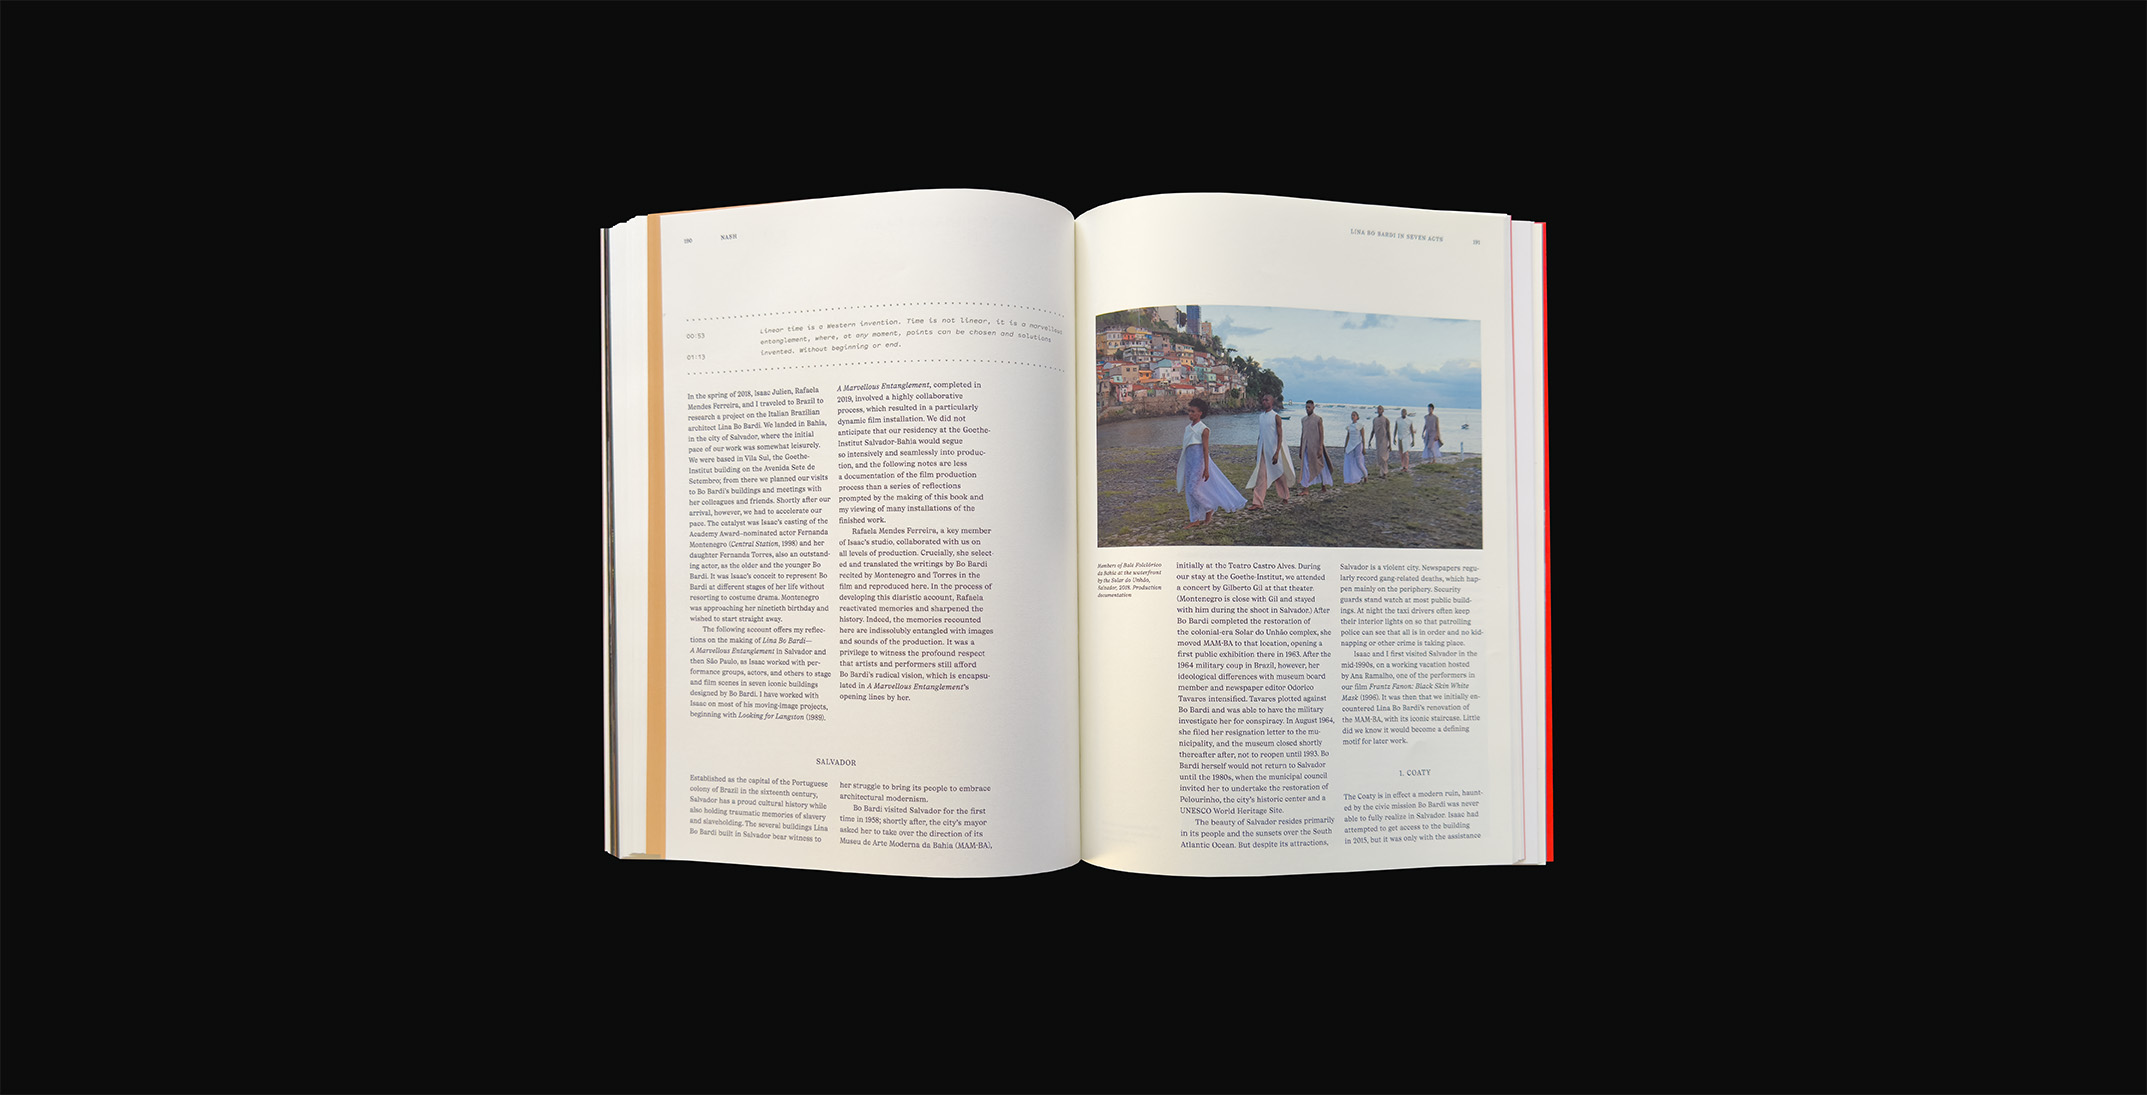 190
NASH
00:53
Linear time is a Western invention. Time is not linear, it is a marvellous
entanglement, where, at any moment, points can be chosen and solutions
01:13
invented. Without beginning or end.
In the spring of 2018, Isaac Julien, Rafaela
Mendes Ferreira, and I traveled to Brazil to
research a project on the Italian Brazilian
architect Lina Bo Bardi. We landed in Bahia,
in the city of Salvador, where the initial
pace of our work was somewhat leisurely.
We were based in Vila Sul, the Goethe-
Institut building on the Avenida Sete de
Setembro; from there we planned our visits
to Bo Bardi's buildings and meetings with
her colleagues and friends. Shortly after our
arrival, however, we had to accelerate our
pace. The catalyst was Isaac's casting of the
Academy Award–nominated actor Fernanda
Montenegro (Central Station, 1998) and her
daughter Fernanda Torres, also an outstand-
ing actor, as the older and the younger Bo
Bardi. It was Isaac's conceit to represent Bo
Bardi at different stages of her life without
resorting to costume drama. Montenegro
was approaching her ninetieth birthday and
wished to start straight away.
The following account offers my reflec-
tions on the making of Lina Bo Bardi—
A Marvellous Entanglement in Salvador and
then São Paulo, as Isaac worked with per-
formance groups, actors, and others to stage
and film scenes in seven iconic buildings
designed by Bo Bardi. I have worked with
Isaac on most of his moving-image projects,
beginning with Looking for Langston (1989).
A Marvellous Entanglement, completed in
2019, involved a highly collaborative
process, which resulted in a particularly
dynamic film installation. We did not
anticipate that our residency at the Goethe-
Institut Salvador-Bahia would segue
so intensively and seamlessly into produc-
tion, and the following notes are less
a documentation of the film production
process than a series of reflections
prompted by the making of this book and
my viewing of many installations of the
finished work.
Rafaela Mendes Ferreira, a key member
of Isaac's studio, collaborated with us on
all levels of production. Crucially, she select-
ed and translated the writings by Bo Bardi
recited by Montenegro and Torres in the
film and reproduced here. In the process of
developing this diaristic account, Rafaela
reactivated memories and sharpened the
history. Indeed, the memories recounted
here are indissolubly entangled with images
and sounds of the production. It was a
privilege to witness the profound respect
that artists and performers still afford
Bo Bardi's radical vision, which is encapsu-
lated in A Marvellous Entanglement's
opening lines by her.
SALVADOR
Established as the capital of the Portuguese
colony of Brazil in the sixteenth century,
Salvador has a proud cultural history while
also holding traumatic memories of slavery
and slaveholding. The several buildings Lina
Bo Bardi built in Salvador bear witness to
her struggle to bring its people to embrace
architectural modernism.
Bo Bardi visited Salvador for the first
time in 1958; shortly after, the city's mayor
asked her to take over the direction of its
Museu de Arte Moderna da Bahia (MAM-BA),
LINA BO BARDI IN SEVEN ACTS
191
Members of Balé Folclórico
da Bahia at the waterfront
by the Solar do Unhão,
Salvador, 2018. Production
documentation
initially at the Teatro Castro Alves. During
our stay at the Goethe-Institut, we attended
a concert by Gilberto Gil at that theater.
(Montenegro is close with Gil and stayed
with him during the shoot in Salvador.) After
Bo Bardi completed the restoration of
the colonial-era Solar do Unhão complex, she
moved MAM-BA to that location, opening a
first public exhibition there in 1963. After the
1964 military coup in Brazil, however, her
ideological differences with museum board
member and newspaper editor Odorico
Tavares intensified. Tavares plotted against
Bo Bardi and was able to have the military
investigate her for conspiracy. In August 1964,
she filed her resignation letter to the mu-
nicipality, and the museum closed shortly
thereafter after, not to reopen until 1993. Bo
Bardi herself would not return to Salvador
until the 1980s, when the municipal council
invited her to undertake the restoration of
Pelourinho, the city's historic center and a
UNESCO World Heritage Site.
The beauty of Salvador resides primarily
in its people and the sunsets over the South
Atlantic Ocean. But despite its attractions,
Salvador is a violent city. Newspapers regu-
larly record gang-related deaths, which hap-
pen mainly on the periphery. Security
guards stand watch at most public build-
ings. At night the taxi drivers often keep
their interior lights on so that patrolling
police can see that all is in order and no kid-
napping or other crime is taking place.
Isaac and I first visited Salvador in the
mid-1990s, on a working vacation hosted
by Ana Ramalho, one of the performers in
our film Frantz Fanon: Black Skin White
Mask (1996). It was then that we initially en-
countered Lina Bo Bardi's renovation of
the MAM-BA, with its iconic staircase. Little
did we know it would become a defining
motif for later work.
1. COATY
The Coaty is in effect a modern ruin, haunt-
ed by the civic mission Bo Bardi was never
able to fully realize in Salvador. Isaac had
attempted to get access to the building
in 2015, but it was only with the assistance